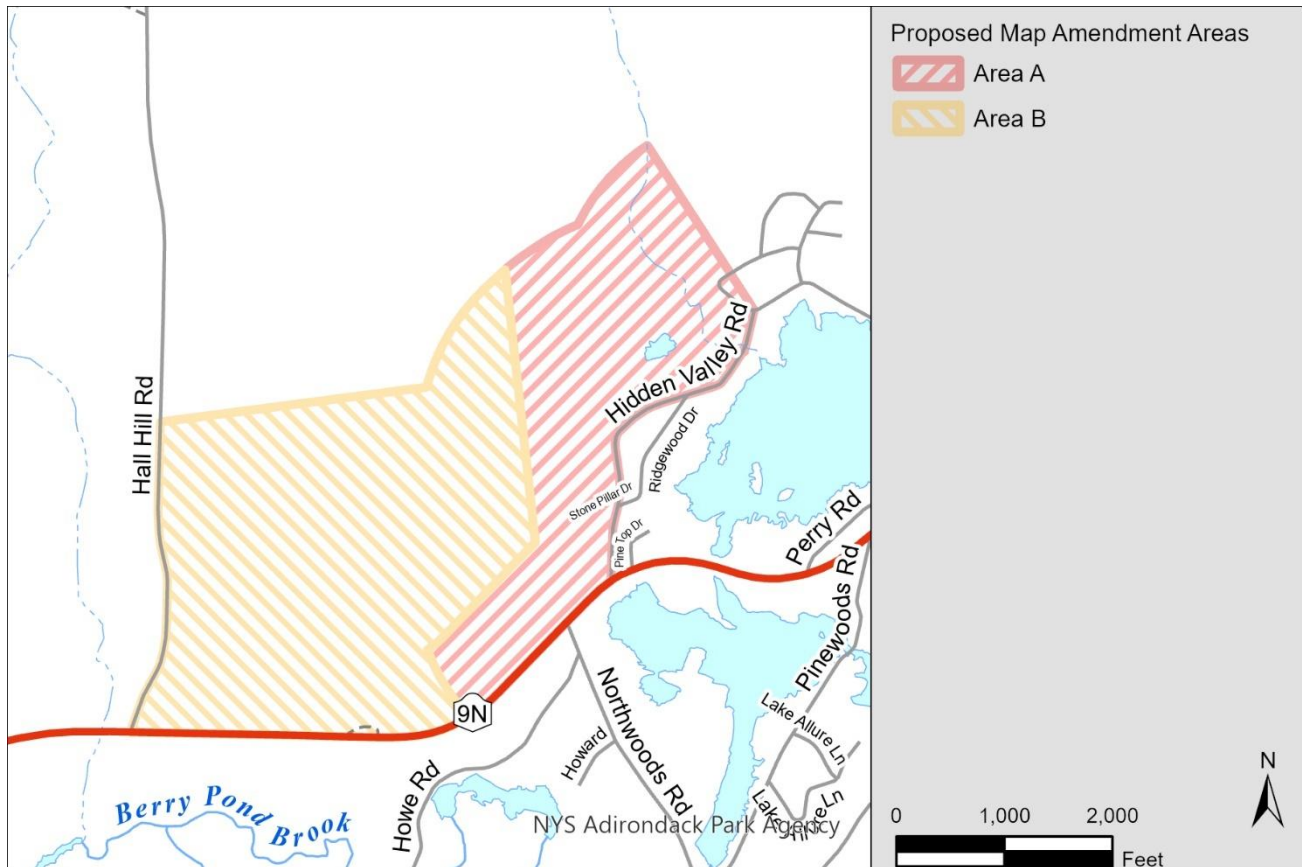 Proposed Map Amendment Areas
Area A
Area B
Hall Hill Rd
Hidden Valley Rd
Ridgewood Dr
Stone Pillar Dr
Pine Top Dr
Perry Rd
Pinewoods Rd
9N
Northwoods Rd
Lake Allure Ln
Howard
Howe Rd
Lake
Ln
Berry Pond
Brook
NYS Adirondack Park Agency
N
0 1,000 2,000
Feet